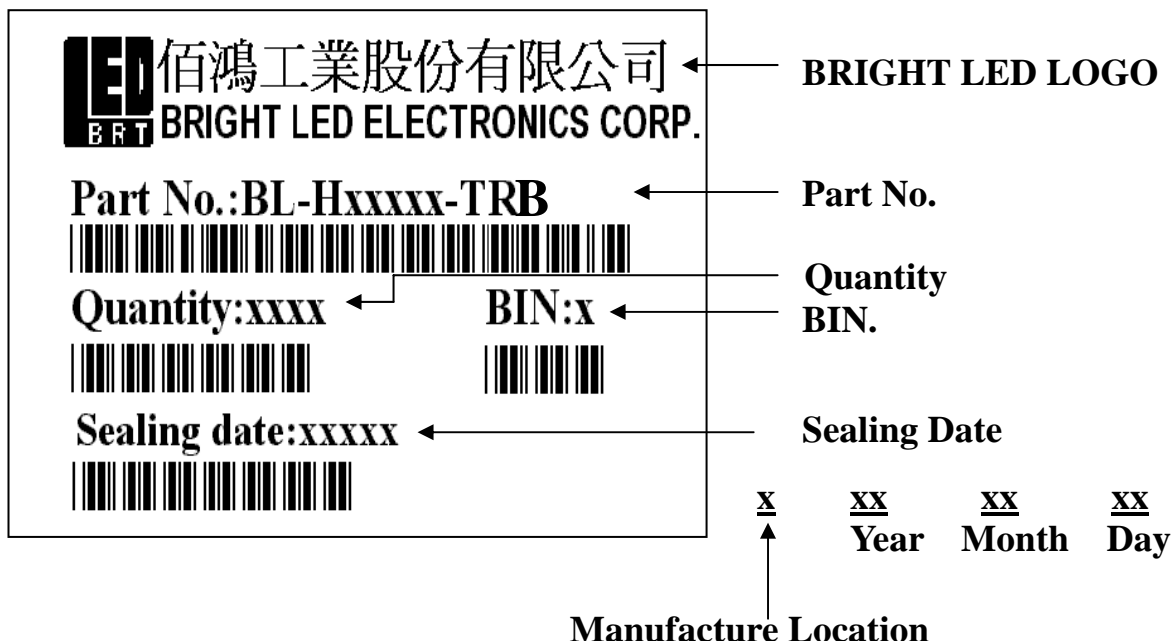 LED 佰鴻工業股份有限公司
BRT BRIGHT LED ELECTRONICS CORP.
BRIGHT LED LOGO
Part No.:BL-Hxxxxx-TRB
Part No.
Quantity:xxxx
BIN:x
Quantity
BIN.
Sealing date:xxxxx
Sealing Date
x xx xx xx
Year Month Day
Manufacture Location